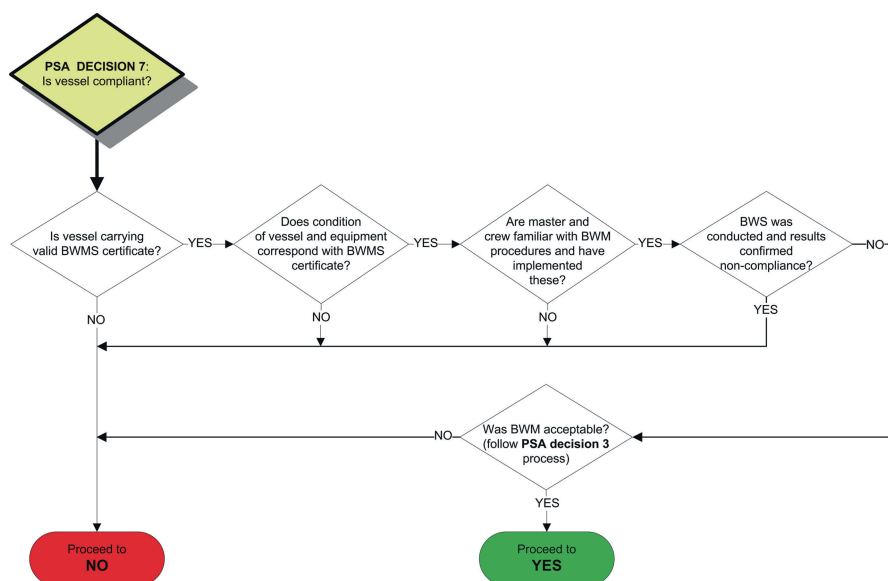 PSA DECISION 7:
Is vessel compliant?
Is vessel carrying
valid BWMS certificate?
YES
Does condition
of vessel and equipment
correspond with BWMS
certificate?
YES
Are master and
crew familiar with BWM
procedures and have
implemented
these?
YES
BWS was
conducted and results
confirmed
non-compliance?
NO
NO
NO
NO
YES
Was BWM acceptable?
(follow PSA decision 3
process)
NO
YES
Proceed to
NO
Proceed to
YES